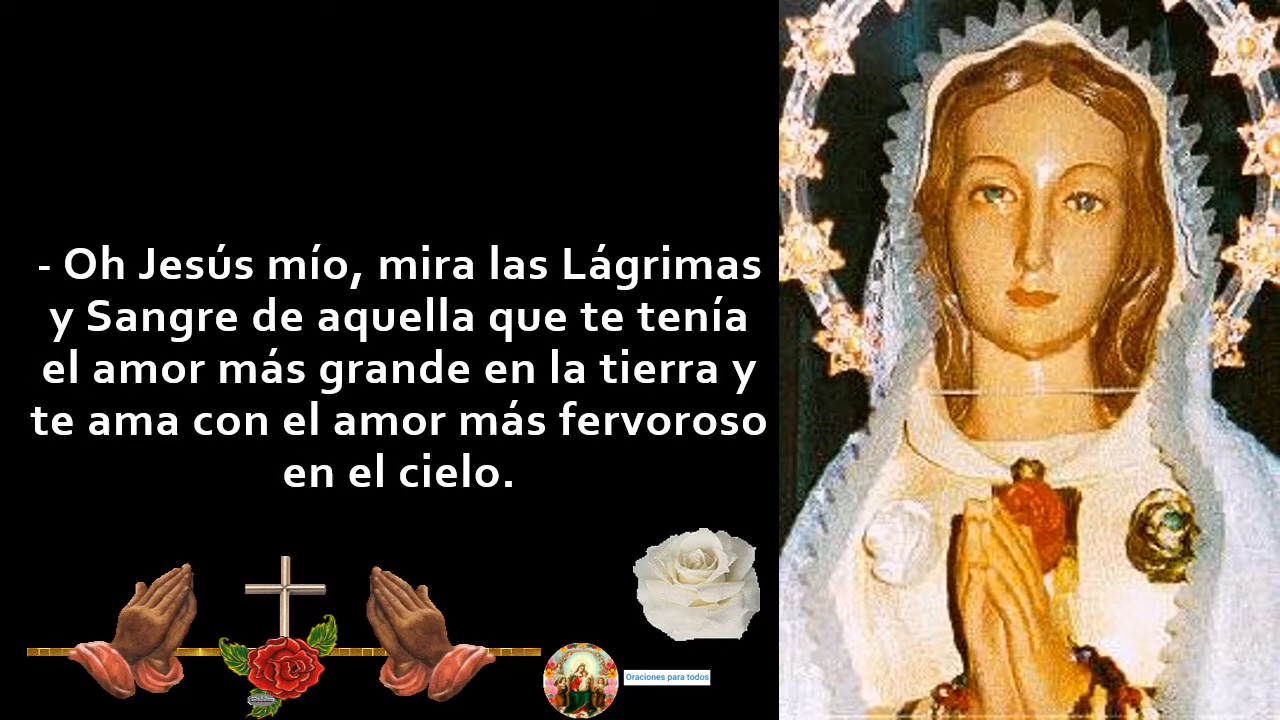 - Oh Jesús mío, mira las Lágrimas
y Sangre de aquella que te tenía
el amor más grande en la tierra y
te ama con el amor más fervoroso
en el cielo.
Oraciones para todos